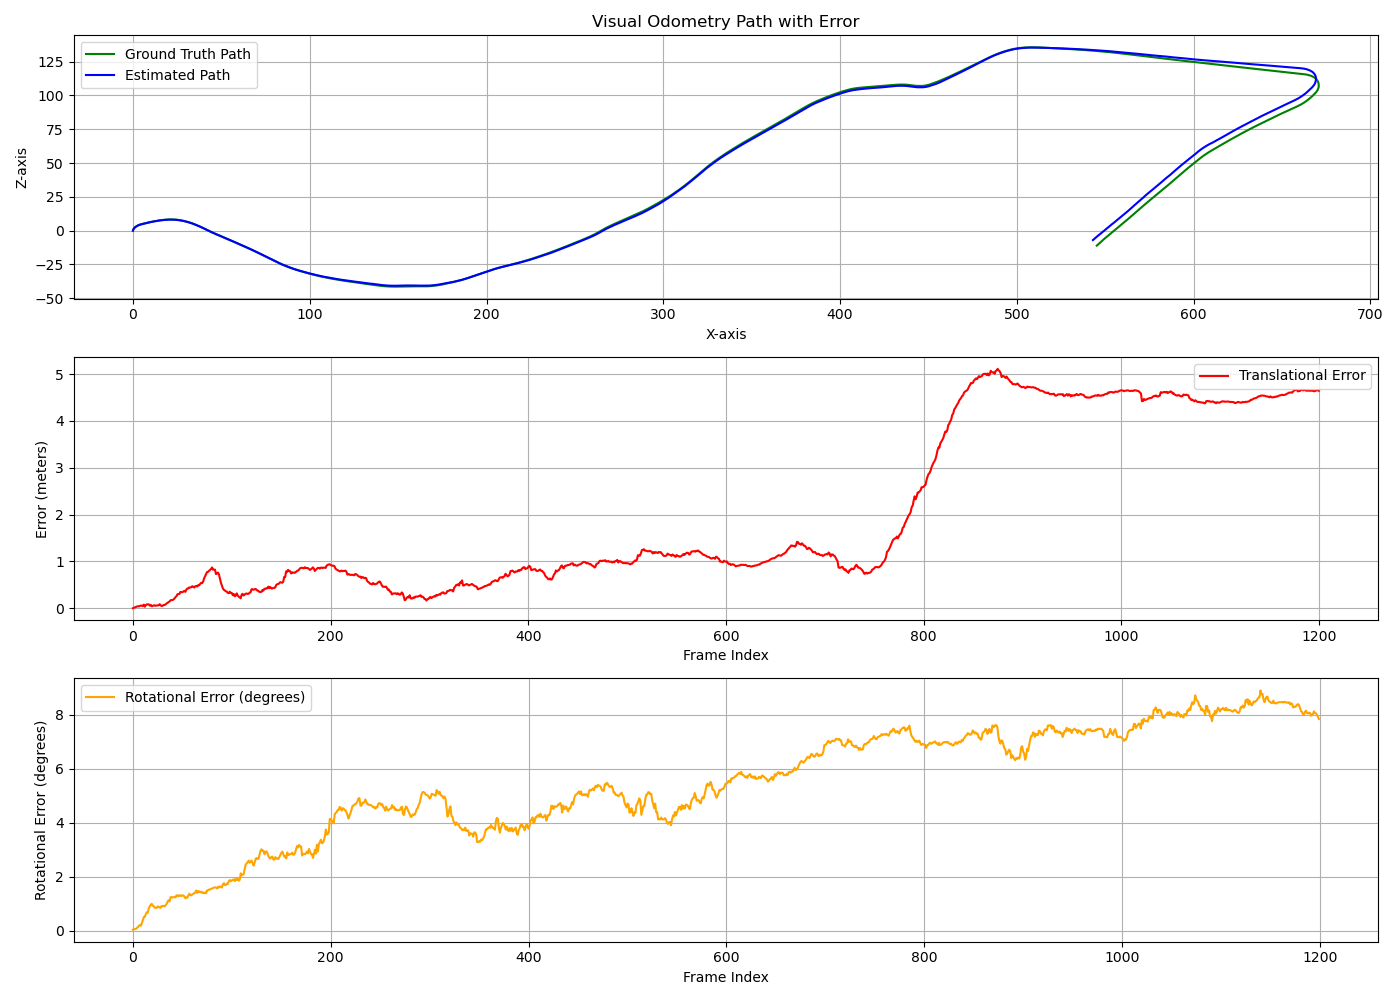 Visual Odometry Path with Error
Ground Truth Path
Estimated Path
Z-axis
125
100
75
50
25
0
−25
−50
0 100 200 300 400 500 600 700
X-axis
Translational Error
Error (meters)
5
4
3
2
1
0
0 200 400 600 800 1000 1200
Frame Index
Rotational Error (degrees)
Rotational Error (degrees)
8
6
4
2
0
0 200 400 600 800 1000 1200
Frame Index